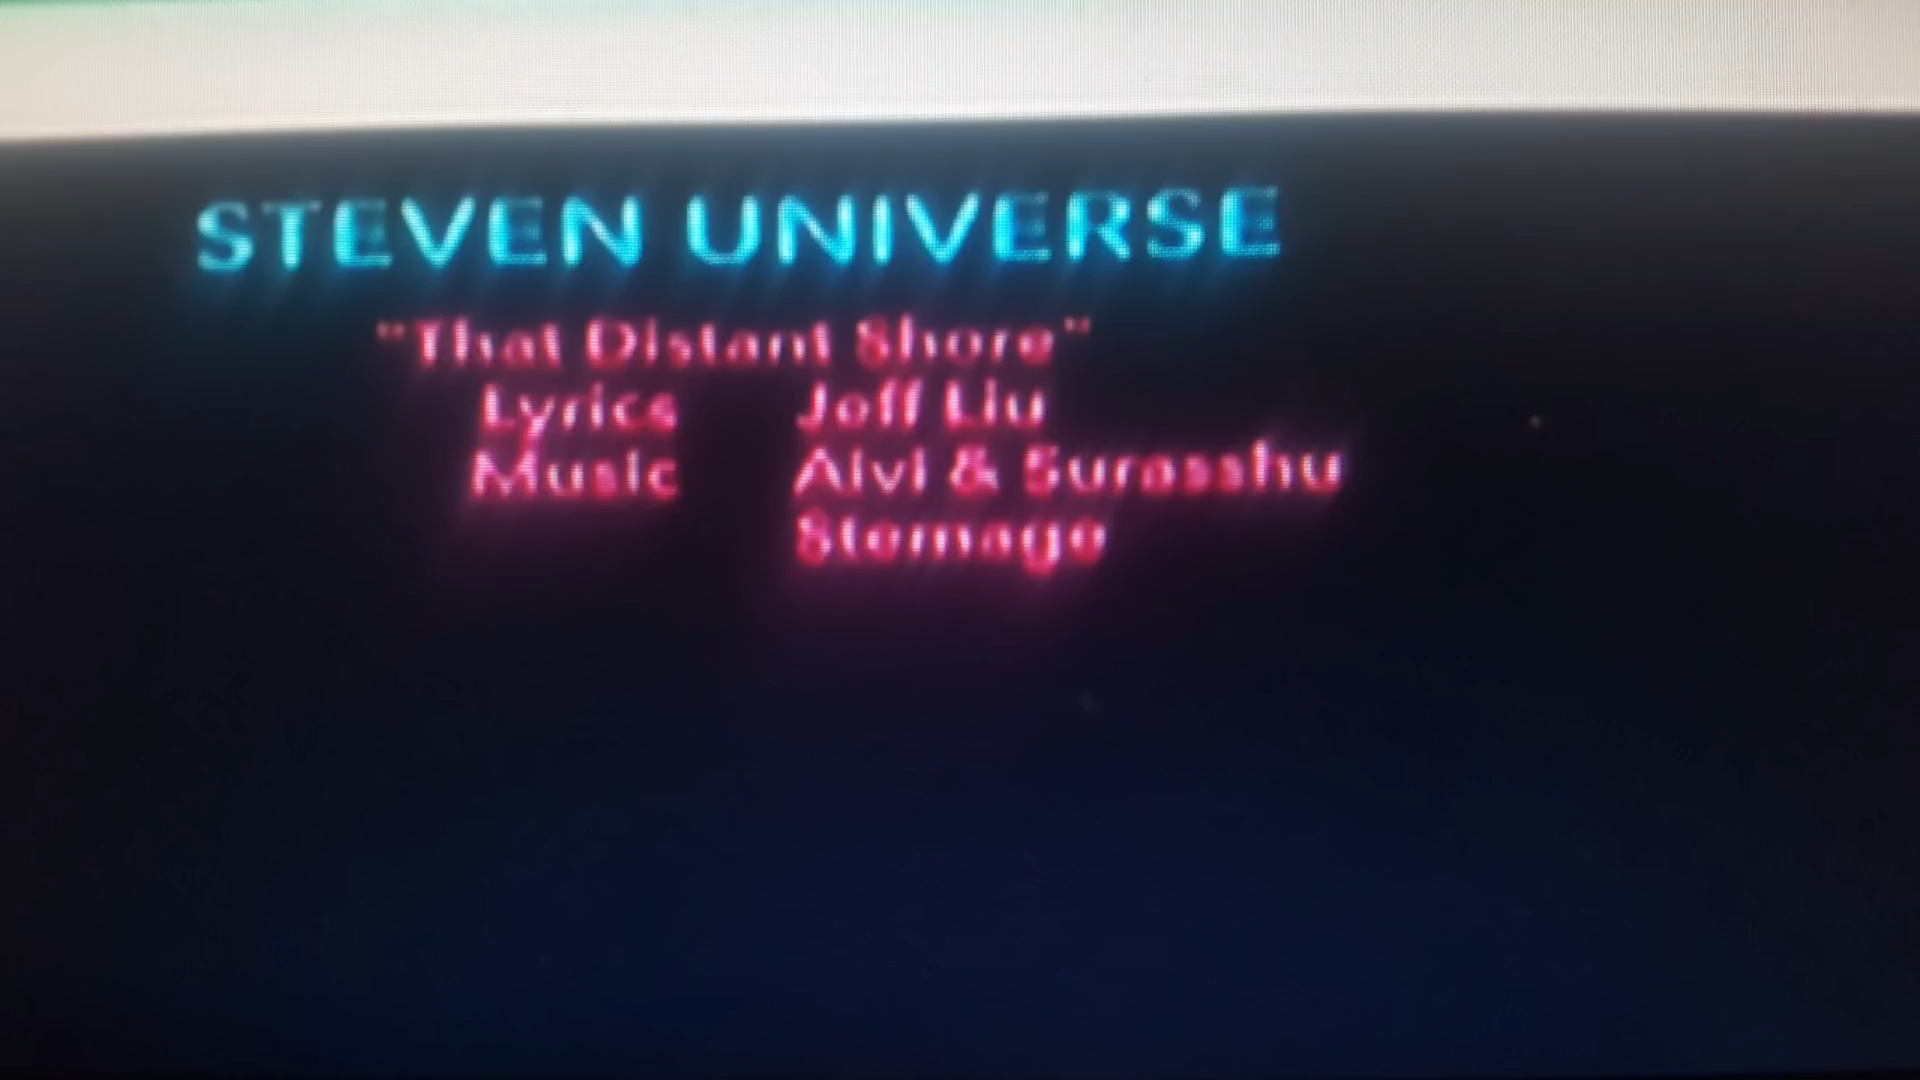 STEVEN UNIVERSE
"That Distant Shore"
Lyrics Jeff Liu
Music Aivi & Surasshu
Stemage